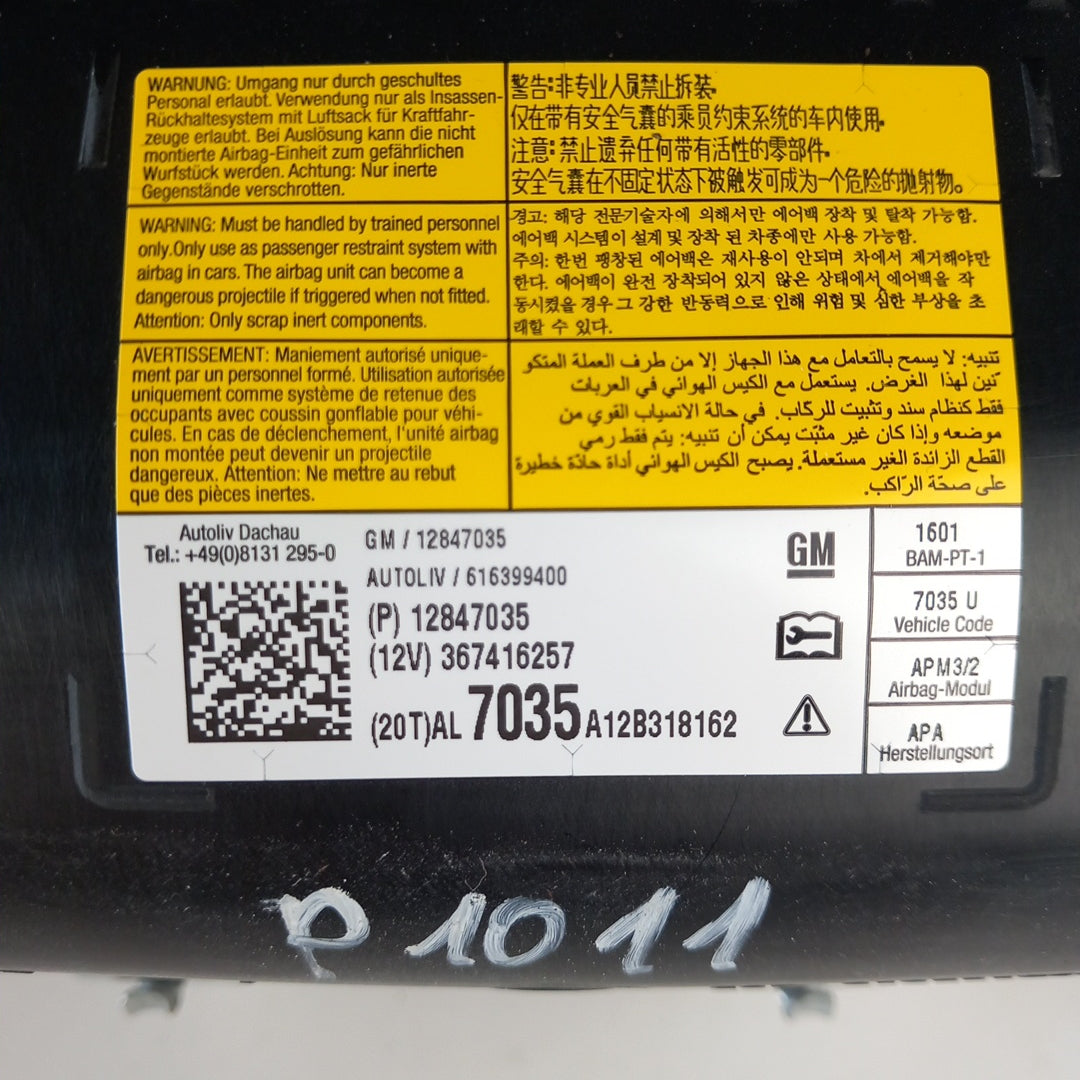 WARNUNG: Umgang nur durch geschultes
Personal erlaubt. Verwendung nur als Insassen-
Rückhaltesystem mit Luftsack für Kraftfahr-
zeuge erlaubt. Bei Auslösung kann die nicht
montierte Airbag-Einheit zum gefährlichen
Wurfstück werden. Achtung: Nur inerte
Gegenstände verschrotten.
警告:非专业人员禁止拆装.
仅在带有安全气囊的乘员约束系统的车内使用.
注意:禁止遗弃任何带有活性的零部件.
安全气囊在不固定状态下被触发可成为一个危险的抛射物。
WARNING: Must be handled by trained personnel
only.Only use as passenger restraint system with
airbag in cars. The airbag unit can become a
dangerous projectile if triggered when not fitted.
Attention: Only scrap inert components.
경고: 해당 전문기술자에 의해서만 에어백 장착 및 탈착 가능함.
에어백 시스템이 설계 및 장착 된 차종에만 사용 가능함.
주의: 한번 팽창된 에어백은 재사용이 안되며 차에서 제거해야만
한다. 에어백이 완전 장착되어 있지 않은 상태에서 에어백을 작
동시켰을 경우 그 강한 반동력으로 인해 위험 및 심한 부상을 초
래할 수 있다.
AVERTISSEMENT: Maniement autorisé unique-
ment par un personnel formé. Utilisation autorisée
uniquement comme système de retenue des
occupants avec coussin gonflable pour véhi-
cules. En cas de déclenchement, l'unité airbag
non montée peut devenir un projectile
dangereux. Attention: Ne mettre au rebut
que des pièces inertes.
تنبيه: لا يسمح بالتعامل مع هذا الجهاز إلا من طرف العملة المتكو
نين لهذا الغرض. يستعمل مع الكيس الهوائي في العربات
فقط كنظام سند وتثبيت للركاب. في حالة الانسياب القوي من
موضعه وإذا كان غير مثبّت يمكن أن تنبيه: يتم فقط رمي
القطع الزائدة الغير مستعملة. يصبح الكيس الهوائي أداة حادّة خطيرة
على صحّة الرّاكب.
Autoliv Dachau
Tel.: +49(0)8131 295-0
GM / 12847035
AUTOLIV / 616399400
(P) 12847035
(12V) 367416257
(20T)AL 7035 A12B318162
GM
1601
BAM-PT-1
7035 U
Vehicle Code
APM3/2
Airbag-Modul
APA
Herstellungsort
P1011